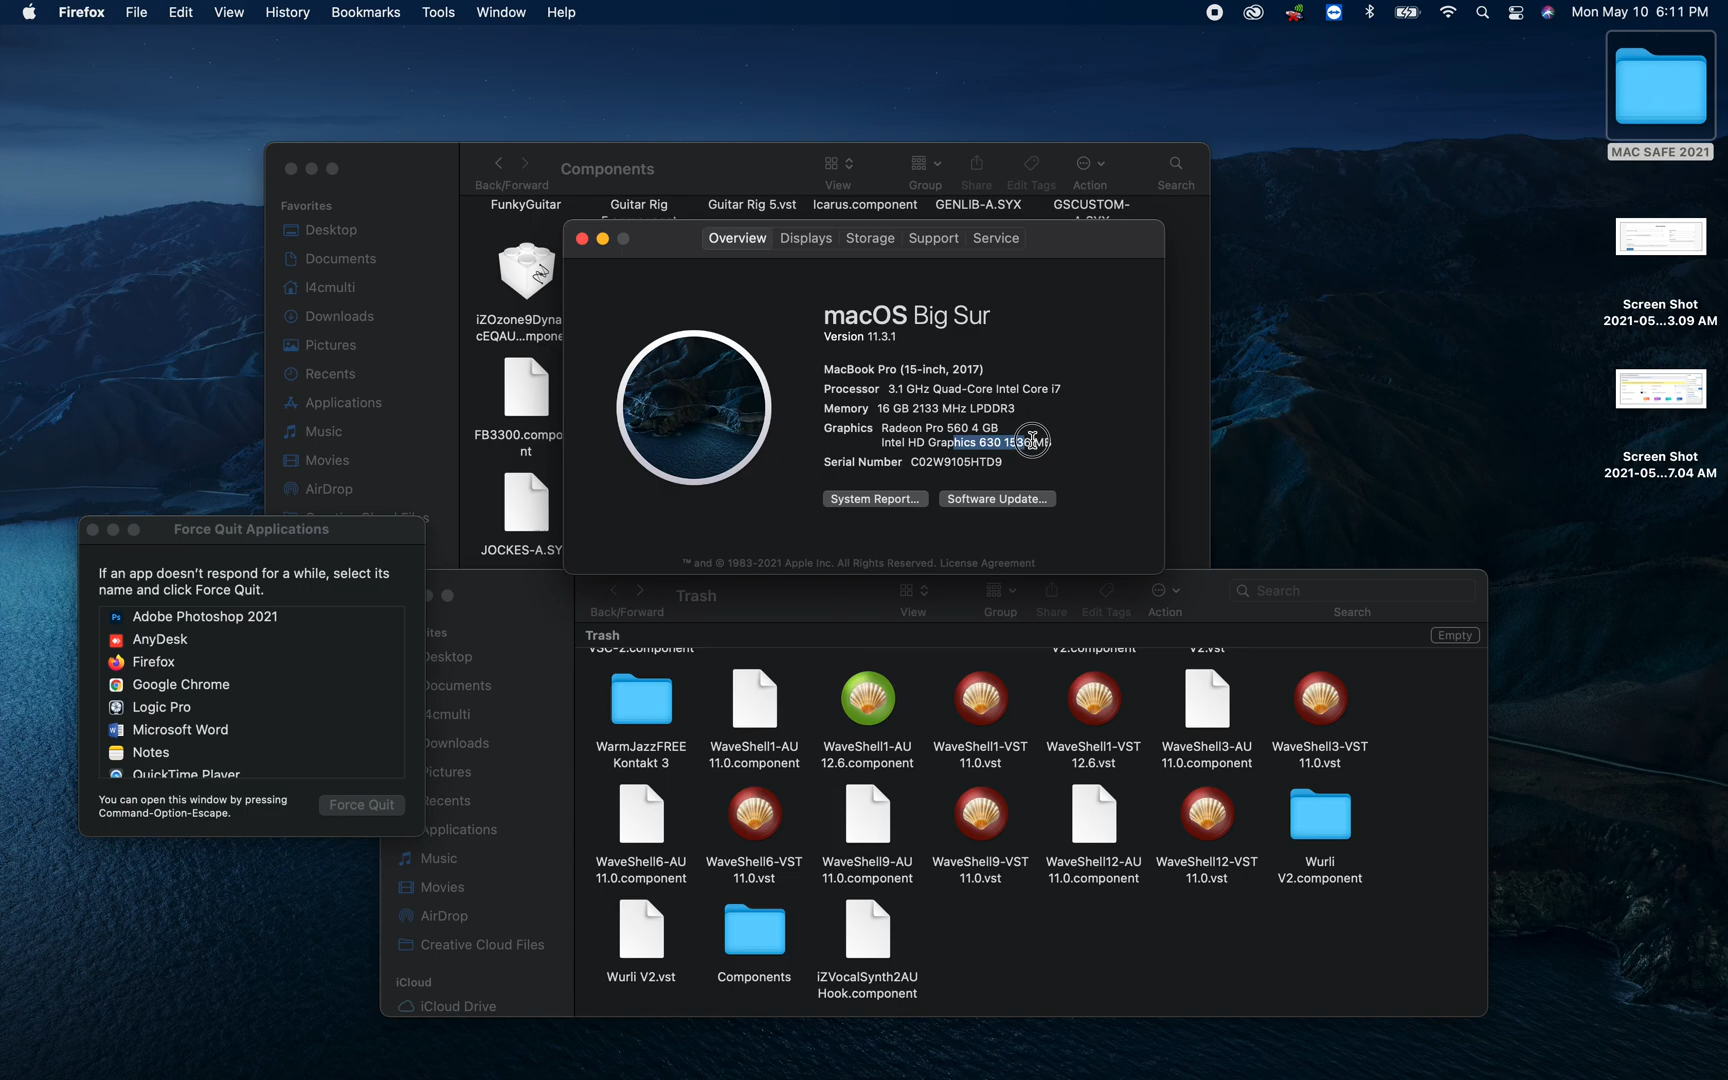 Firefox File Edit View History Bookmarks Tools Window Help
Mon May 10 6:11 PM
MAC SAFE 2021
Screen Shot
2021-05...3.09 AM
Screen Shot
2021-05...7.04 AM
Components
Back/Forward
View
Group
Share
Edit Tags
Action
Search
Favorites
Desktop
Documents
l4cmulti
Downloads
Pictures
Recents
Applications
Music
Movies
AirDrop
Creative Cloud Files
FunkyGuitar
Guitar Rig
Guitar Rig 5.vst
Icarus.component
GENLIB-A.SYX
GSCUSTOM-
iZOzone9Dyna
cEQAU...mpone
FB3300.compo
nt
JOCKES-A.SY
Overview
Displays
Storage
Support
Service
macOS Big Sur
Version 11.3.1
MacBook Pro (15-inch, 2017)
Processor 3.1 GHz Quad-Core Intel Core i7
Memory 16 GB 2133 MHz LPDDR3
Graphics Radeon Pro 560 4 GB
Intel HD Graphics 630 1536 MB
Serial Number C02W9105HTD9
System Report...
Software Update...
™ and © 1983-2021 Apple Inc. All Rights Reserved. License Agreement
Force Quit Applications
If an app doesn't respond for a while, select its
name and click Force Quit.
Adobe Photoshop 2021
AnyDesk
Firefox
Google Chrome
Logic Pro
Microsoft Word
Notes
QuickTime Player
You can open this window by pressing
Command-Option-Escape.
Force Quit
Trash
Back/Forward
View
Group
Share
Edit Tags
Action
Search
Search
ites
Desktop
Documents
l4cmulti
Downloads
Pictures
Recents
Applications
Music
Movies
AirDrop
Creative Cloud Files
iCloud
iCloud Drive
Trash
Empty
VSC-2.component
V2.component
V2.vst
WarmJazzFREE
Kontakt 3
WaveShell1-AU
11.0.component
WaveShell1-AU
12.6.component
WaveShell1-VST
11.0.vst
WaveShell1-VST
12.6.vst
WaveShell3-AU
11.0.component
WaveShell3-VST
11.0.vst
WaveShell6-AU
11.0.component
WaveShell6-VST
11.0.vst
WaveShell9-AU
11.0.component
WaveShell9-VST
11.0.vst
WaveShell12-AU
11.0.component
WaveShell12-VST
11.0.vst
Wurli
V2.component
Wurli V2.vst
Components
iZVocalSynth2AU
Hook.component